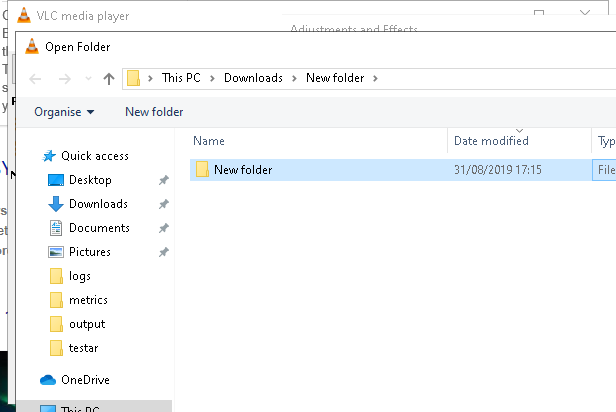 VLC media player
Adjustments and Effects
Open Folder
This PC > Downloads > New folder >
Organise New folder
Name Date modified Typ
Quick access
New folder 31/08/2019 17:15 File
Desktop
Downloads
Documents
Pictures
logs
metrics
output
testar
OneDrive
This PC